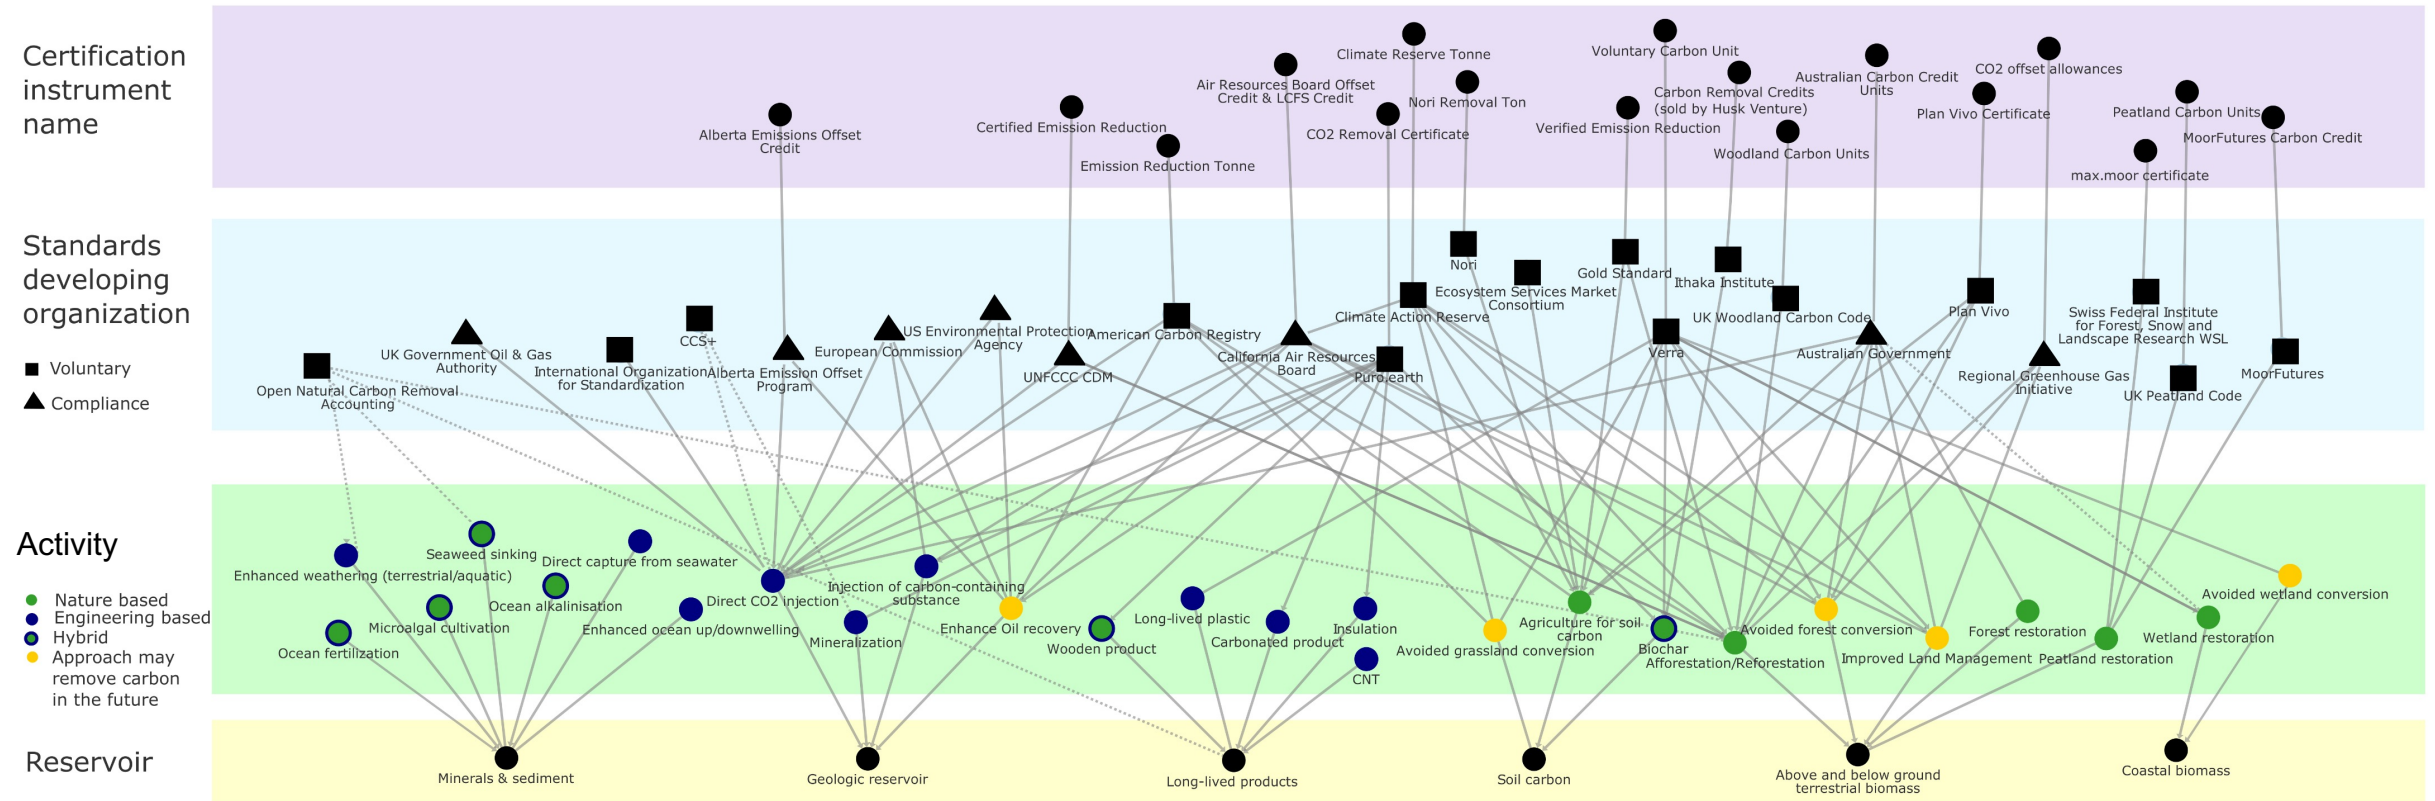 Certification
instrument
name
Climate Reserve Tonne
Voluntary Carbon Unit
CO2 offset allowances
Air Resources Board Offset
Credit & LCFS Credit
Nori Removal Ton
Carbon Removal Credits
(sold by Husk Venture)
Australian Carbon Credit
Units
Plan Vivo Certificate
Peatland Carbon Units
Alberta Emissions Offset
Credit
Certified Emission Reduction
CO2 Removal Certificate
Verified Emission Reduction
MoorFutures Carbon Credit
Emission Reduction Tonne
Woodland Carbon Units
max.moor certificate
Standards
developing
organization
Voluntary
Compliance
Nori
Gold Standard
Ithaka Institute
Ecosystem Services Market
Consortium
Climate Action Reserve
UK Woodland Carbon Code
Plan Vivo
Swiss Federal Institute
for Forest, Snow and
Landscape Research WSL
US Environmental Protection
Agency
American Carbon Registry
CCS+
European Commission
UK Government Oil & Gas
Authority
International Organization
for Standardization
Alberta Emission Offset
Program
UNFCCC CDM
California Air Resources
Board
Puro.earth
Verra
Australian Government
Regional Greenhouse Gas
Initiative
MoorFutures
UK Peatland Code
Open Natural Carbon Removal
Accounting
Activity
Nature based
Engineering based
Hybrid
Approach may
remove carbon
in the future
Seaweed sinking
Direct capture from seawater
Enhanced weathering (terrestrial/aquatic)
Ocean alkalinisation
Microalgal cultivation
Enhanced ocean up/downwelling
Ocean fertilization
Direct CO2 injection
Injection of carbon-containing
substance
Mineralization
Enhance Oil recovery
Wooden product
Long-lived plastic
Carbonated product
Insulation
CNT
Avoided grassland conversion
Agriculture for soil
carbon
Biochar
Afforestation/Reforestation
Avoided forest conversion
Improved Land Management
Forest restoration
Peatland restoration
Wetland restoration
Avoided wetland conversion
Reservoir
Minerals & sediment
Geologic reservoir
Long-lived products
Soil carbon
Above and below ground
terrestrial biomass
Coastal biomass